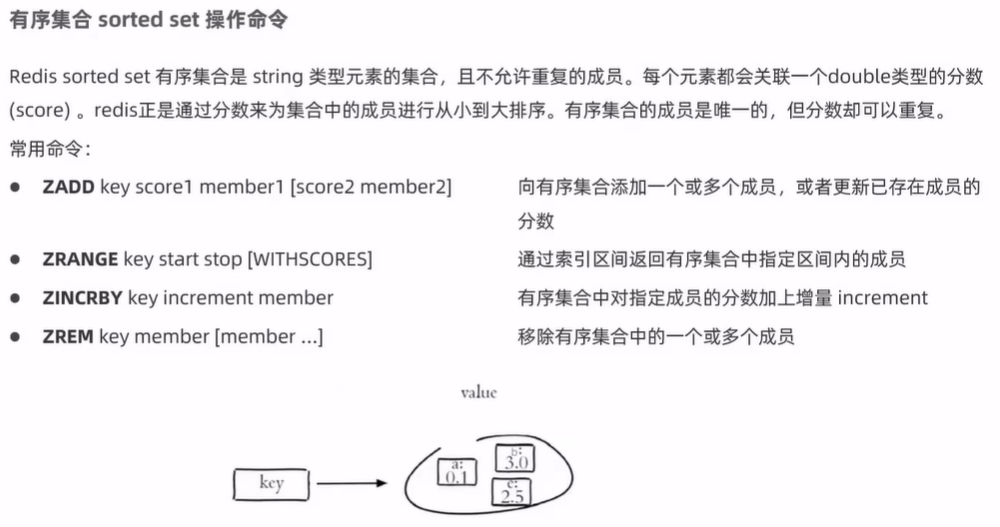 有序集合 sorted set 操作命令
Redis sorted set 有序集合是 string 类型元素的集合，且不允许重复的成员。每个元素都会关联一个double类型的分数
(score) 。redis正是通过分数来为集合中的成员进行从小到大排序。有序集合的成员是唯一的，但分数却可以重复。
常用命令：
● ZADD key score1 member1 [score2 member2] 向有序集合添加一个或多个成员，或者更新已存在成员的
分数
● ZRANGE key start stop [WITHSCORES] 通过索引区间返回有序集合中指定区间内的成员
● ZINCRBY key increment member 有序集合中对指定成员的分数加上增量 increment
● ZREM key member [member ...] 移除有序集合中的一个或多个成员
value
key
a:
0.1
b:
3.0
c:
2.5